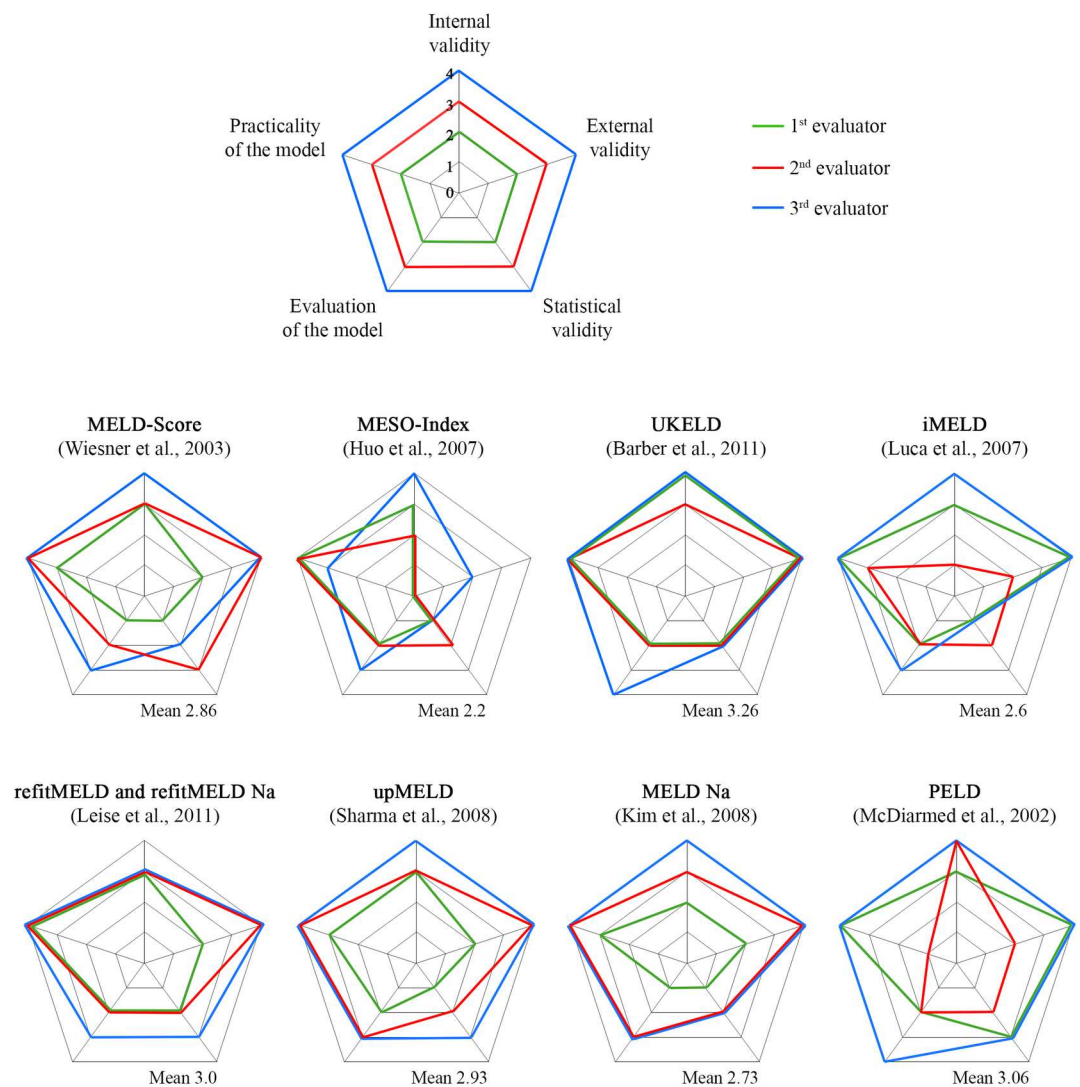 Internal
validity
4
3
2
1
0
Practicality
of the model
External
validity
Evaluation
of the model
Statistical
validity
1st evaluator
2nd evaluator
3rd evaluator
MELD-Score
(Wiesner et al., 2003)
Mean 2.86
MESO-Index
(Huo et al., 2007)
Mean 2.2
UKELD
(Barber et al., 2011)
Mean 3.26
iMELD
(Luca et al., 2007)
Mean 2.6
refitMELD and refitMELD Na
(Leise et al., 2011)
Mean 3.0
upMELD
(Sharma et al., 2008)
Mean 2.93
MELD Na
(Kim et al., 2008)
Mean 2.73
PELD
(McDiarmed et al., 2002)
Mean 3.06